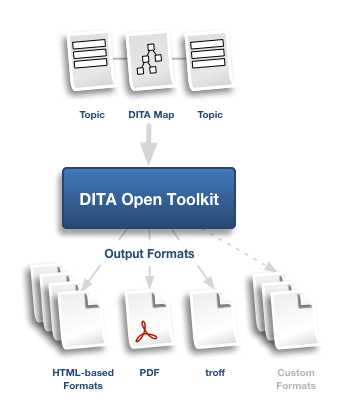 Topic DITA Map Topic
DITA Open Toolkit
Output Formats
HTML-based
Formats
PDF
troff
Custom
Formats